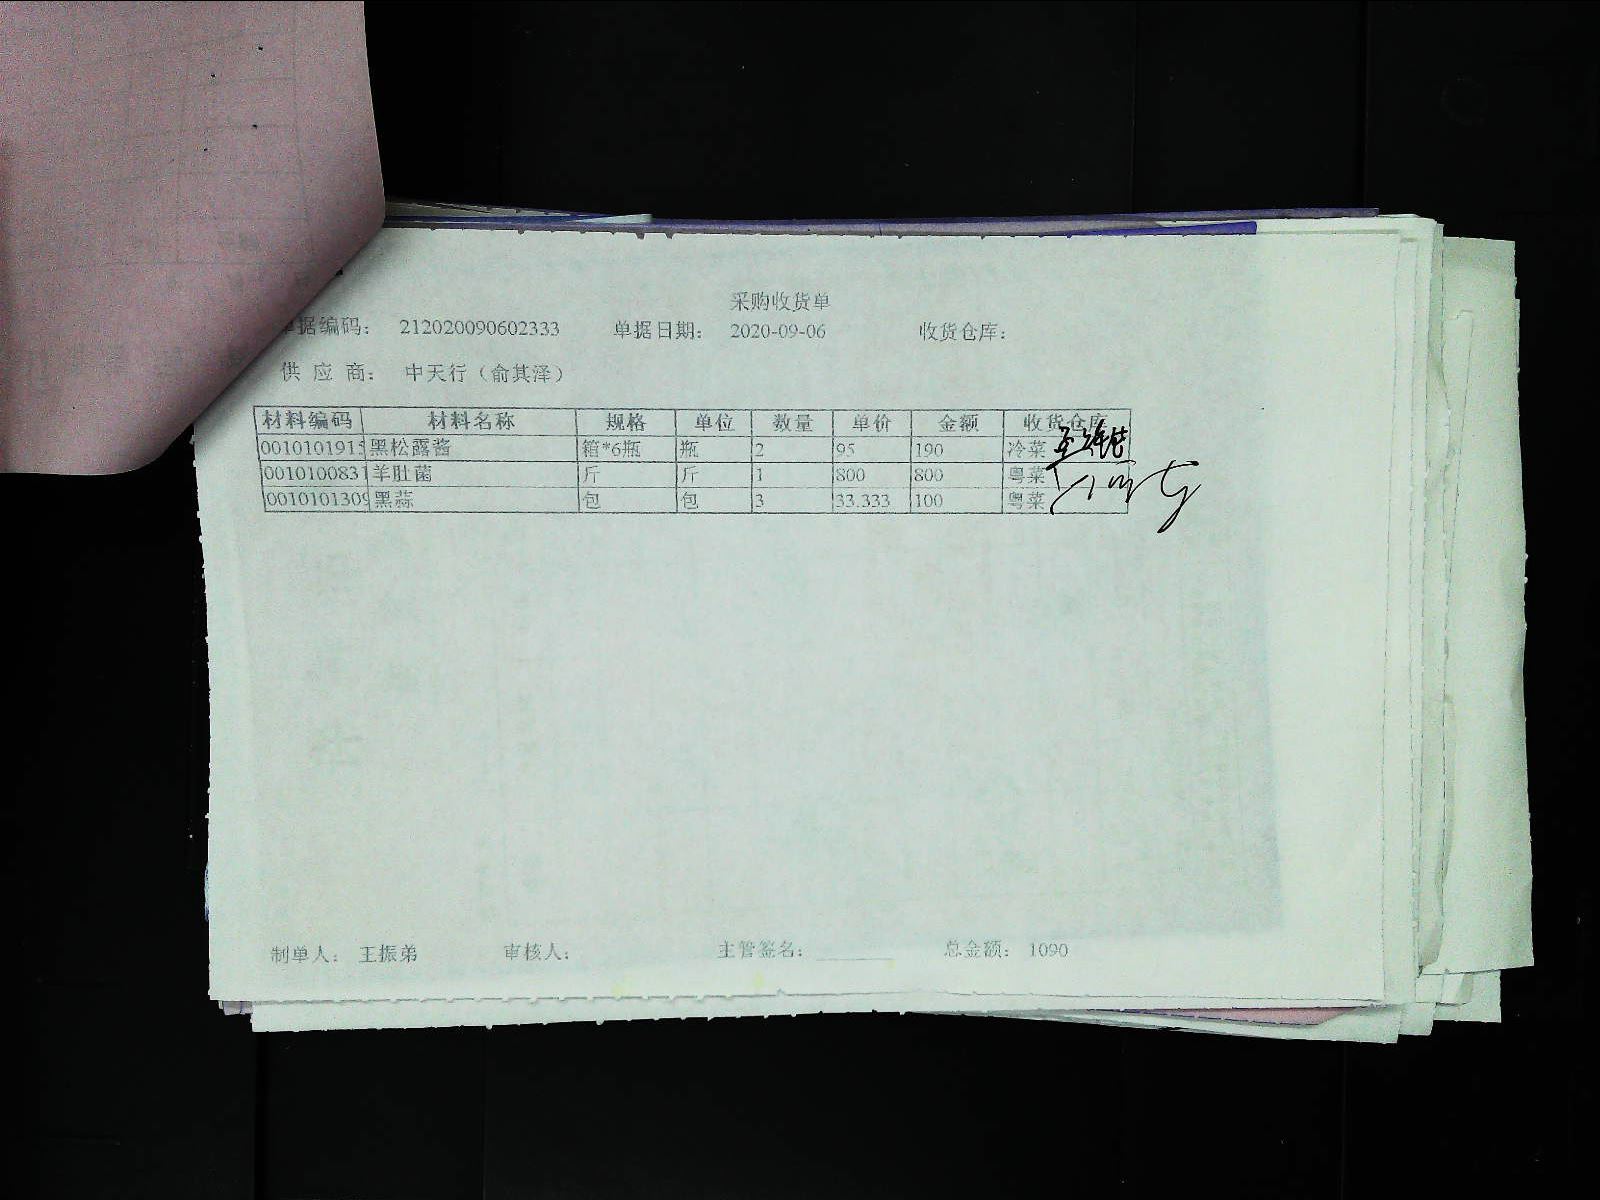 采购收货单
单据编码： 212020090602333 单据日期： 2020-09-06 收货仓库：
供 应 商： 中天行（俞其泽）
材料编码 材料名称 规格 单位 数量 单价 金额 收货仓库
0010101915 黑松露酱 箱*6瓶 瓶 2 95 190 冷菜
0010100831 羊肚菌 斤 斤 1 800 800 粤菜
0010101309 黑蒜 包 包 3 33.333 100 粤菜
制单人： 王振弟 审核人： 主管签名： 总金额： 1090